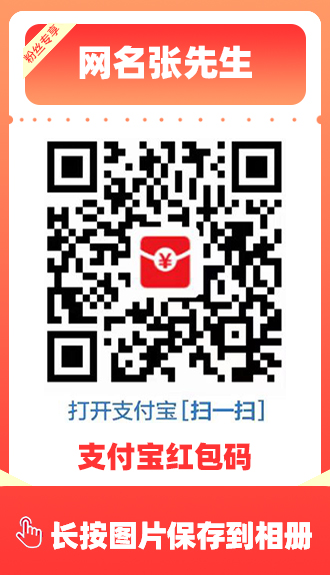 粉丝专享
网名张先生
¥
打开支付宝[扫一扫]
支付宝红包码
长按图片保存到相册